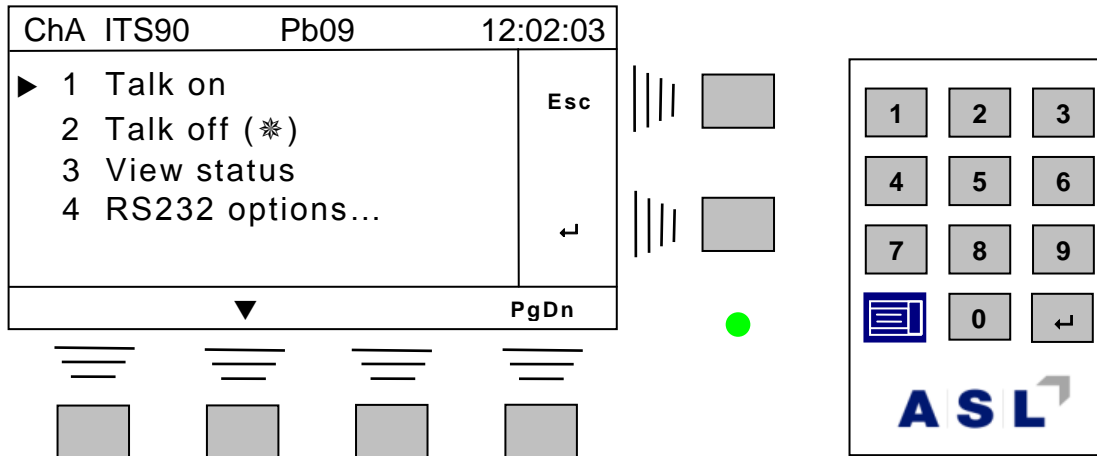 ChA ITS90 Pb09 12:02:03
▶ 1 Talk on
2 Talk off (✵)
3 View status
4 RS232 options...
Esc
↵
▼ PgDn
1 2 3
4 5 6
7 8 9
0 ↵
ASL